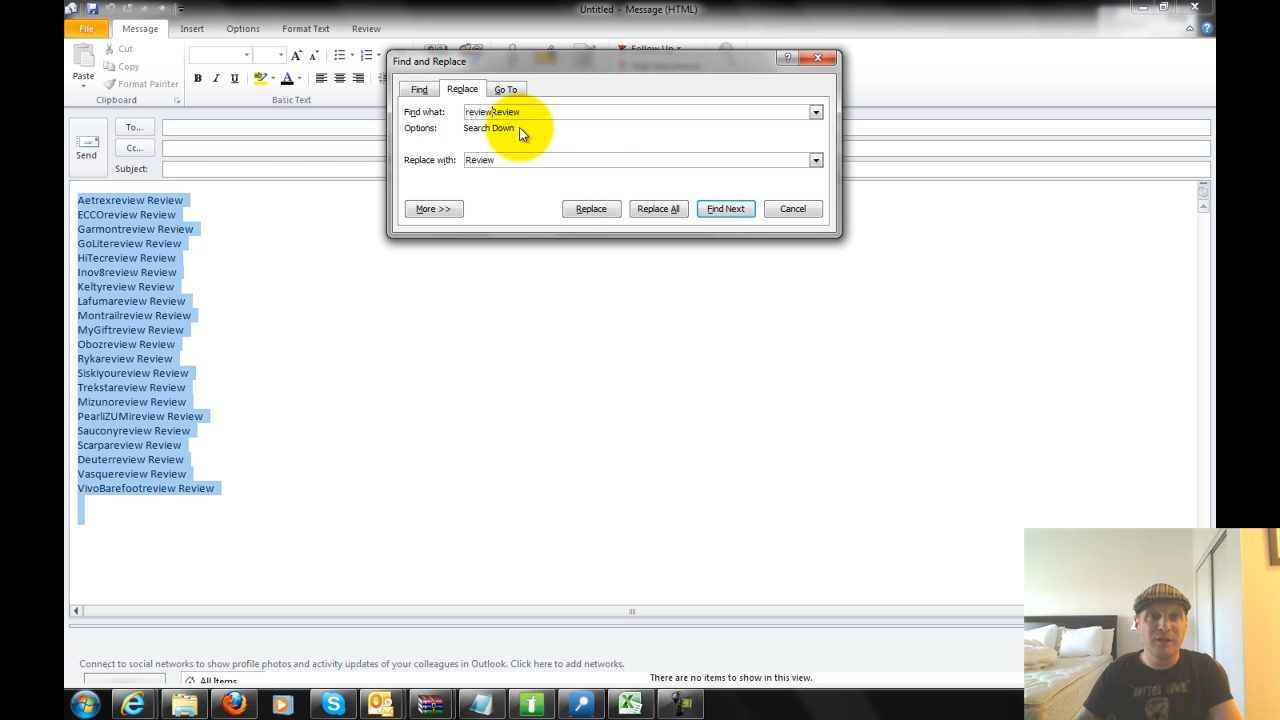 Untitled - Message (HTML)
File Message Insert Options Format Text Review
Paste
Cut
Copy
Format Painter
Clipboard
B I U
Basic Text
Follow Up
Find and Replace
Find Replace Go To
Find what: reviewReview
Options: Search Down
Replace with: Review
More >> Replace Replace All Find Next Cancel
Send
To...
Cc...
Subject:
Aetrexreview Review
ECCOreview Review
Garmontreview Review
GoLitereview Review
HiTecreview Review
Inov8review Review
Keltyreview Review
Lafumareview Review
Montrailreview Review
MyGiftreview Review
Obozreview Review
Rykareview Review
Siskiyoureview Review
Trekstareview Review
Mizunoreview Review
PearliZUMireview Review
Sauconyreview Review
Scarpareview Review
Deuterreview Review
Vasquereview Review
VivoBarefootreview Review
Connect to social networks to show profile photos and activity updates of your colleagues in Outlook. Click here to add networks.
All Items
There are no items to show in this view.